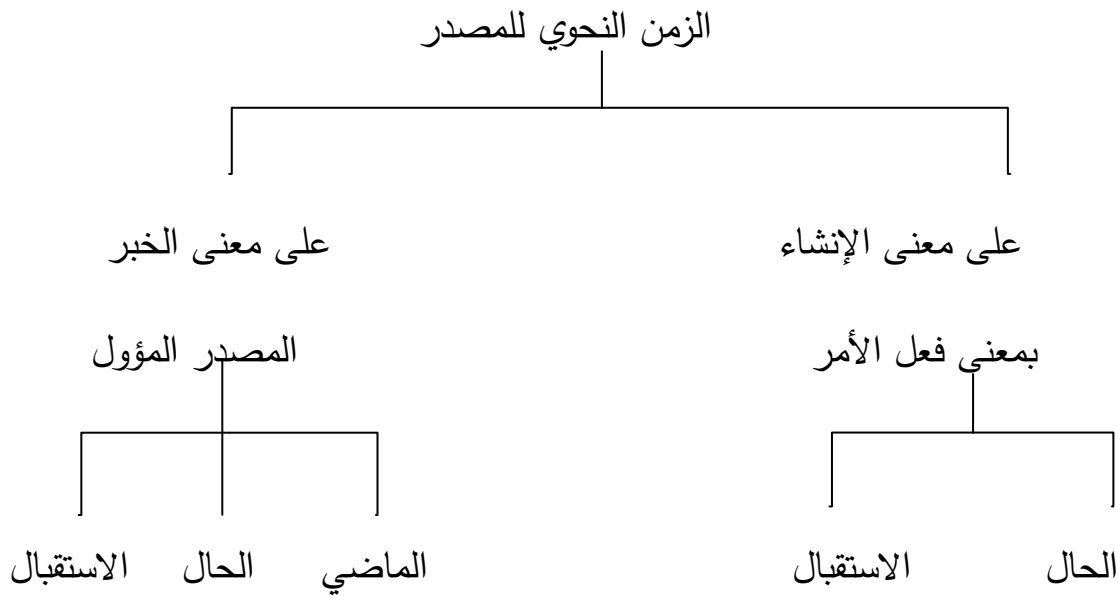 الزمن النحوي للمصدر
على معنى الإنشاء
على معنى الخبر
بمعنى فعل الأمر
المصدر المؤول
الحال
الاستقبال
الماضي
الحال
الاستقبال